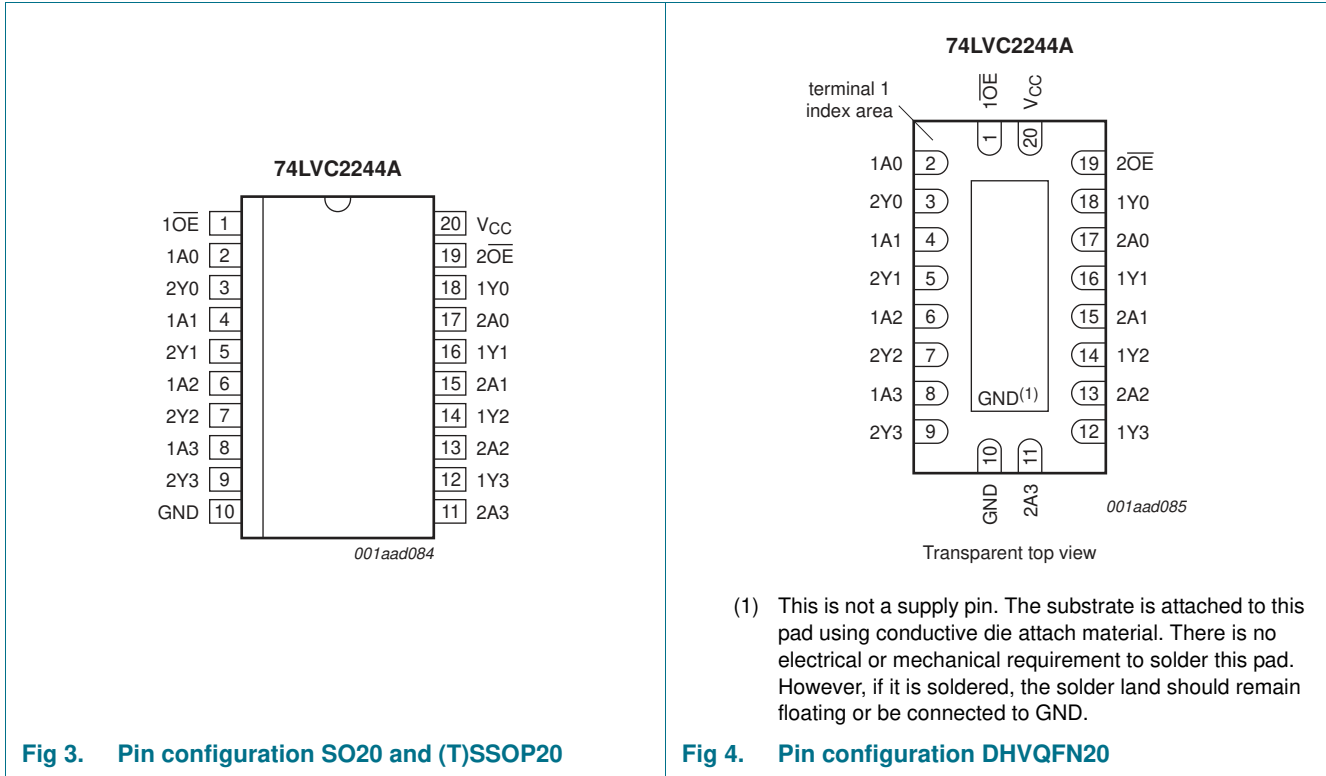 74LVC2244A
1OE 1
1A0 2
2Y0 3
1A1 4
2Y1 5
1A2 6
2Y2 7
1A3 8
2Y3 9
GND 10
20 VCC
19 2OE
18 1Y0
17 2A0
16 1Y1
15 2A1
14 1Y2
13 2A2
12 1Y3
11 2A3
001aad084
Fig 3. Pin configuration SO20 and (T)SSOP20
74LVC2244A
terminal 1
index area
1OE
VCC
1
20
1A0 2
2Y0 3
1A1 4
2Y1 5
1A2 6
2Y2 7
1A3 8
2Y3 9
GND(1)
19 2OE
18 1Y0
17 2A0
16 1Y1
15 2A1
14 1Y2
13 2A2
12 1Y3
10
11
GND
2A3
001aad085
Transparent top view
(1) This is not a supply pin. The substrate is attached to this
pad using conductive die attach material. There is no
electrical or mechanical requirement to solder this pad.
However, if it is soldered, the solder land should remain
floating or be connected to GND.
Fig 4. Pin configuration DHVQFN20